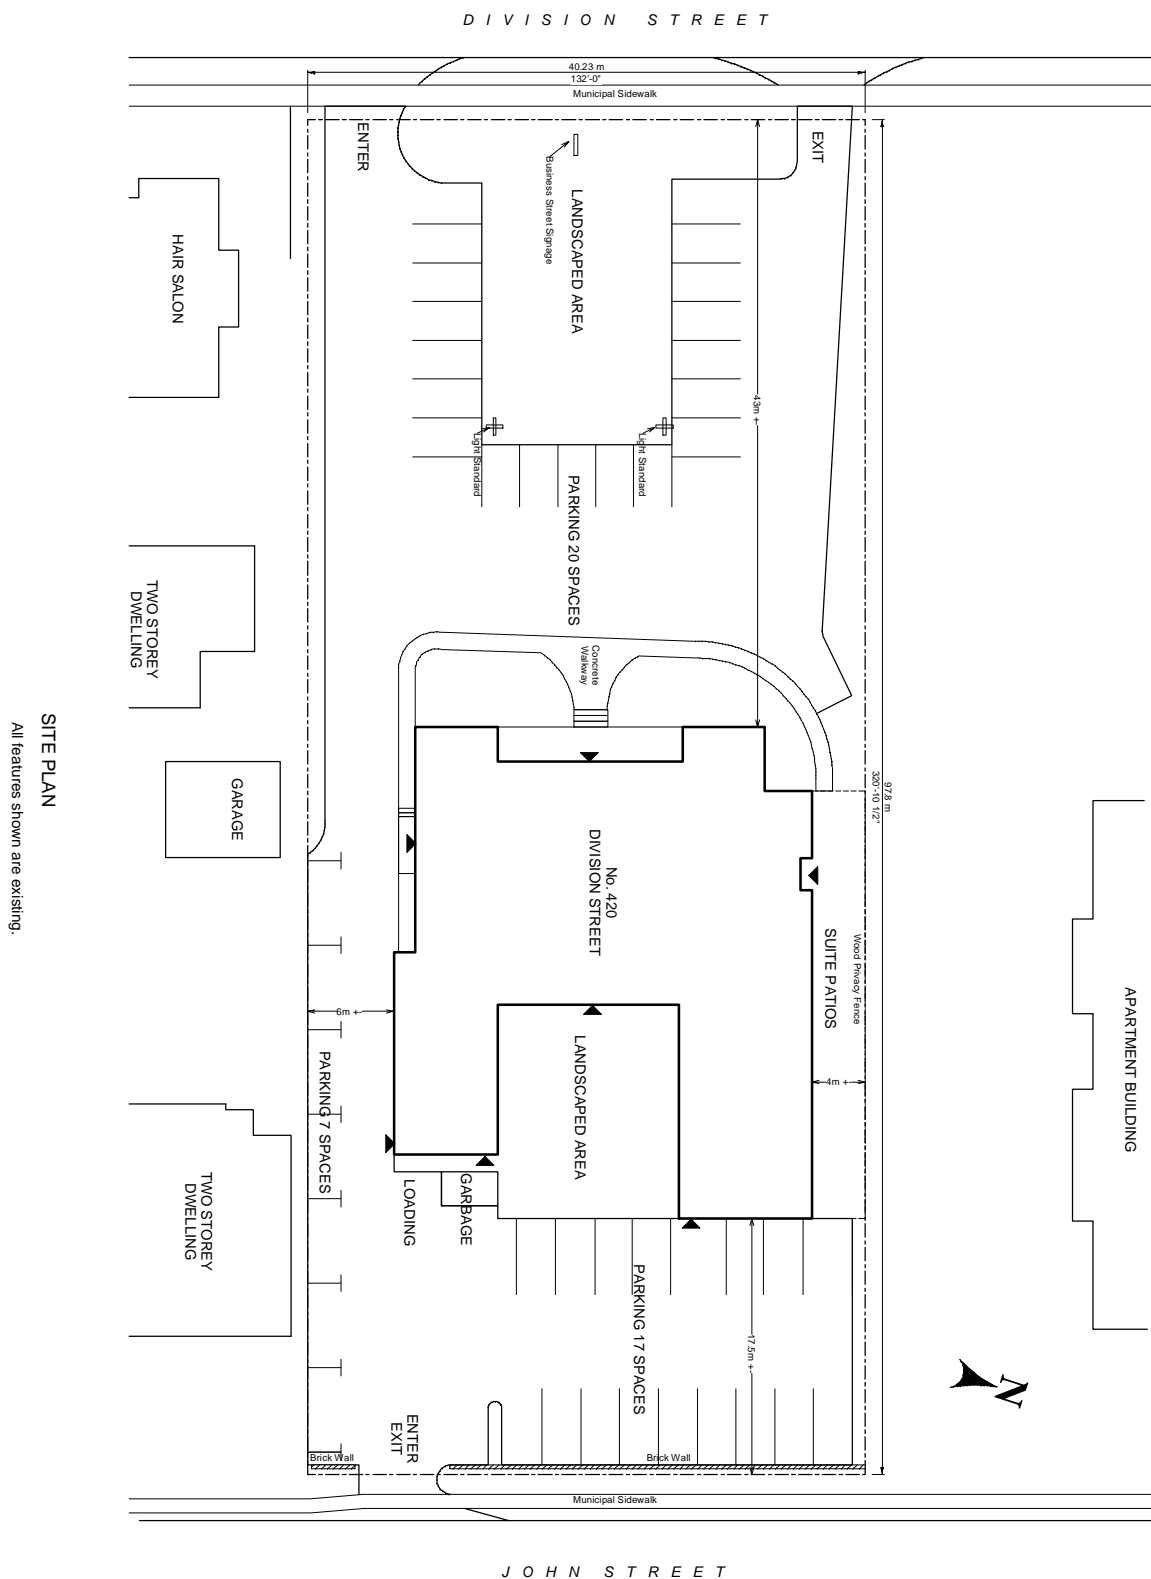 DIVISION STREET
40.23 m
132'-0"
Municipal Sidewalk
ENTER
EXIT
Business Street Signage
LANDSCAPED AREA
HAIR SALON
43m +-
Light Standard
Light Standard
PARKING 20 SPACES
TWO STOREY
DWELLING
Concrete
Walkway
SITE PLAN
All features shown are existing.
GARAGE
97.8 m
320'-10 1/2"
No. 420
DIVISION STREET
SUITE PATIOS
Wood Privacy Fence
APARTMENT BUILDING
6m +-
4m +-
PARKING 7 SPACES
LANDSCAPED AREA
TWO STOREY
DWELLING
LOADING
GARBAGE
PARKING 17 SPACES
17.5m +-
N
ENTER
EXIT
Brick Wall
Brick Wall
Municipal Sidewalk
JOHN STREET